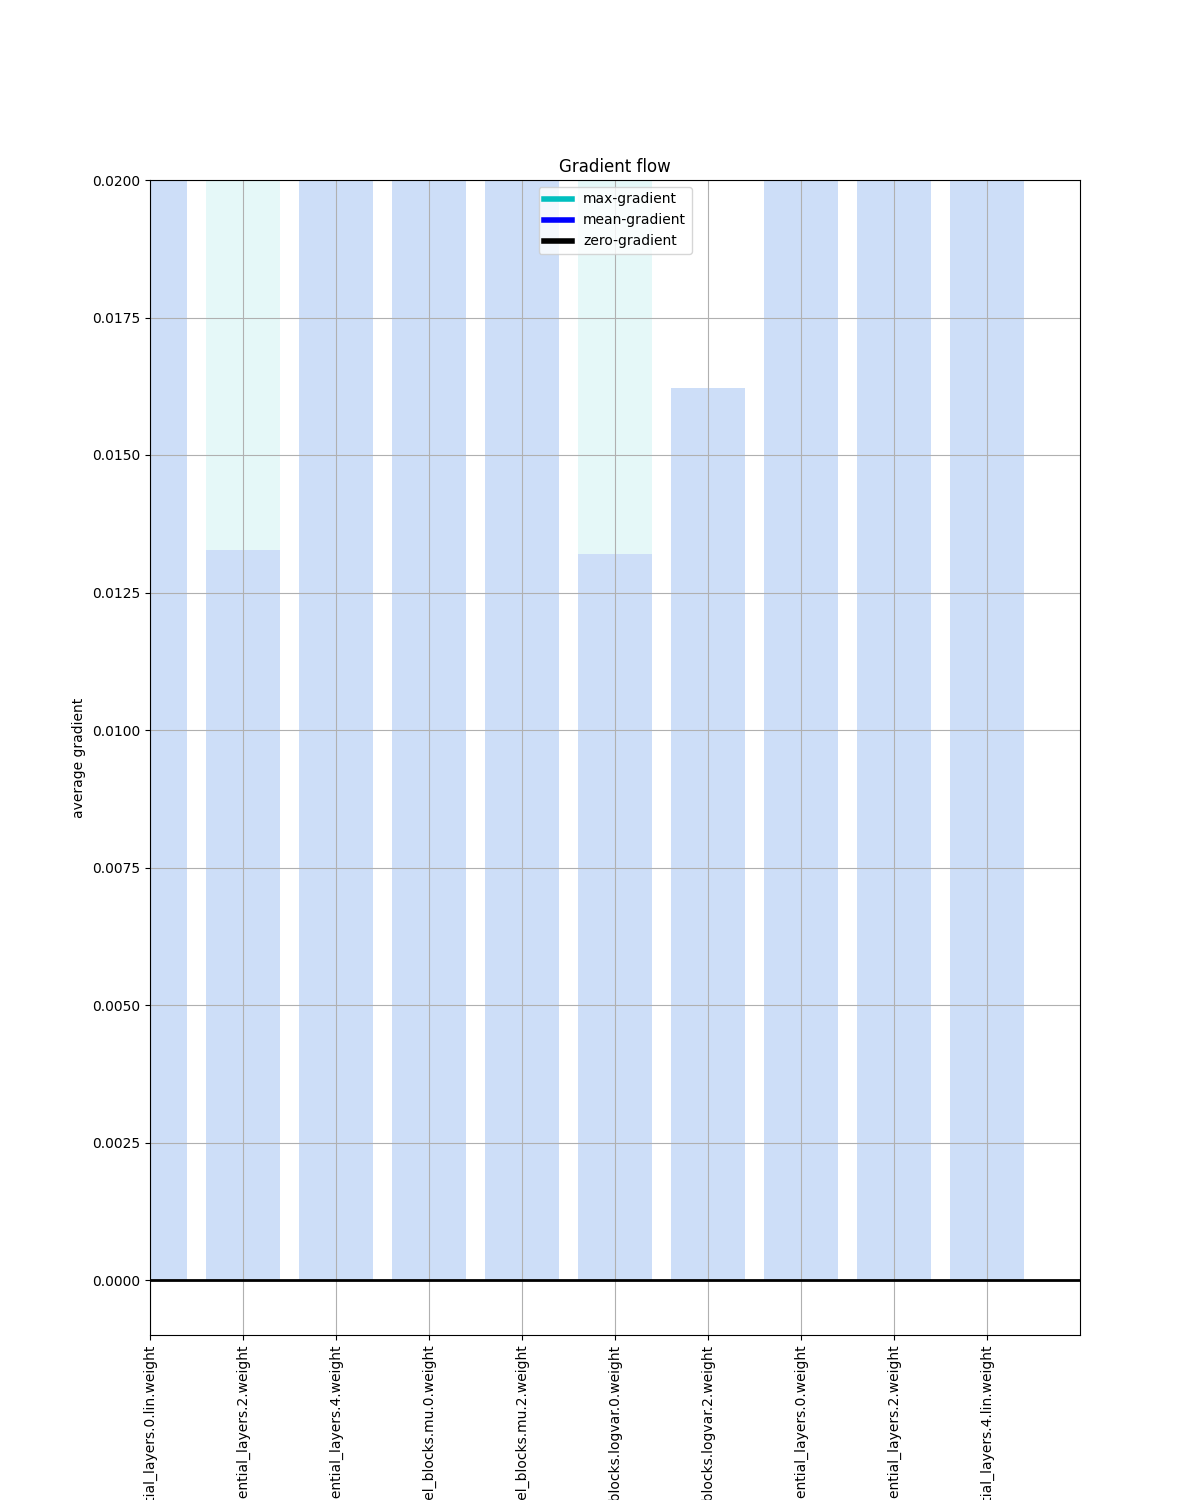 Gradient flow
max-gradient
mean-gradient
zero-gradient
average gradient
0.0200
0.0175
0.0150
0.0125
0.0100
0.0075
0.0050
0.0025
0.0000
tial_layers.0.lin.weight
ential_layers.2.weight
ential_layers.4.weight
el_blocks.mu.0.weight
el_blocks.mu.2.weight
blocks.logvar.0.weight
blocks.logvar.2.weight
ential_layers.0.weight
ential_layers.2.weight
tial_layers.4.lin.weight